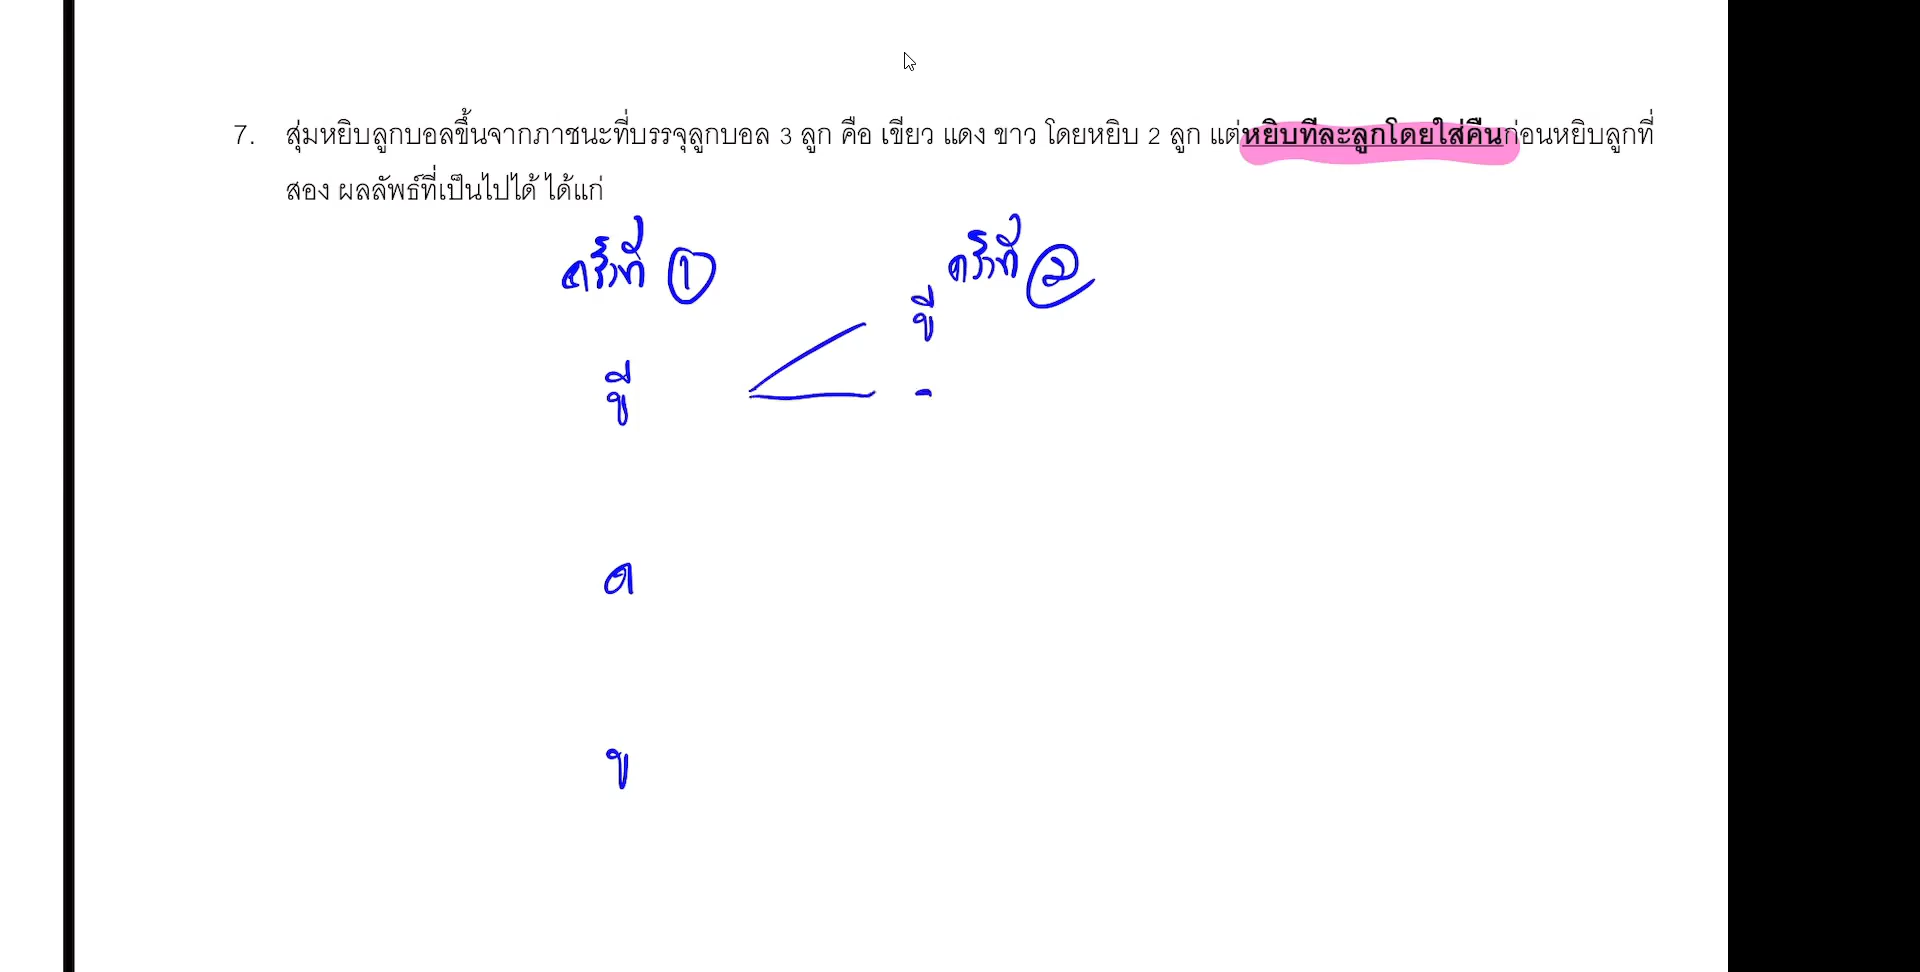 7. สุ่มหยิบลูกบอลขึ้นจากภาชนะที่บรรจุลูกบอล 3 ลูก คือ เขียว แดง ขาว โดยหยิบ 2 ลูก แต่หยิบทีละลูกโดยใส่คืนก่อนหยิบลูกที่
สอง ผลลัพธ์ที่เป็นไปได้ ได้แก่
ครั้งที่ 1 ครั้งที่ 2
ขี
ขี
ด
ข